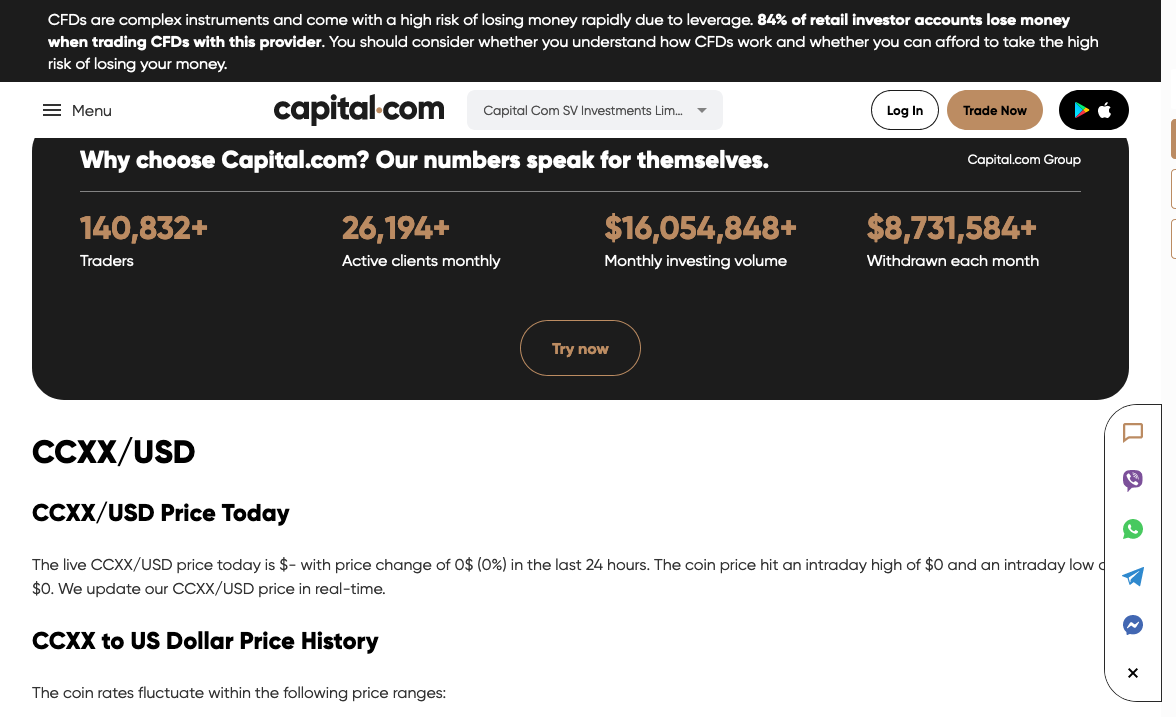 CFDs are complex instruments and come with a high risk of losing money rapidly due to leverage. 84% of retail investor accounts lose money
when trading CFDs with this provider. You should consider whether you understand how CFDs work and whether you can afford to take the high
risk of losing your money.
Menu
capital.com
Capital Com SV Investments Lim...
Log In
Trade Now
Why choose Capital.com? Our numbers speak for themselves.
Capital.com Group
140,832+
26,194+
$16,054,848+
$8,731,584+
Traders
Active clients monthly
Monthly investing volume
Withdrawn each month
Try now
CCXX/USD
CCXX/USD Price Today
The live CCXX/USD price today is $- with price change of 0$ (0%) in the last 24 hours. The coin price hit an intraday high of $0 and an intraday low
$0. We update our CCXX/USD price in real-time.
CCXX to US Dollar Price History
The coin rates fluctuate within the following price ranges: